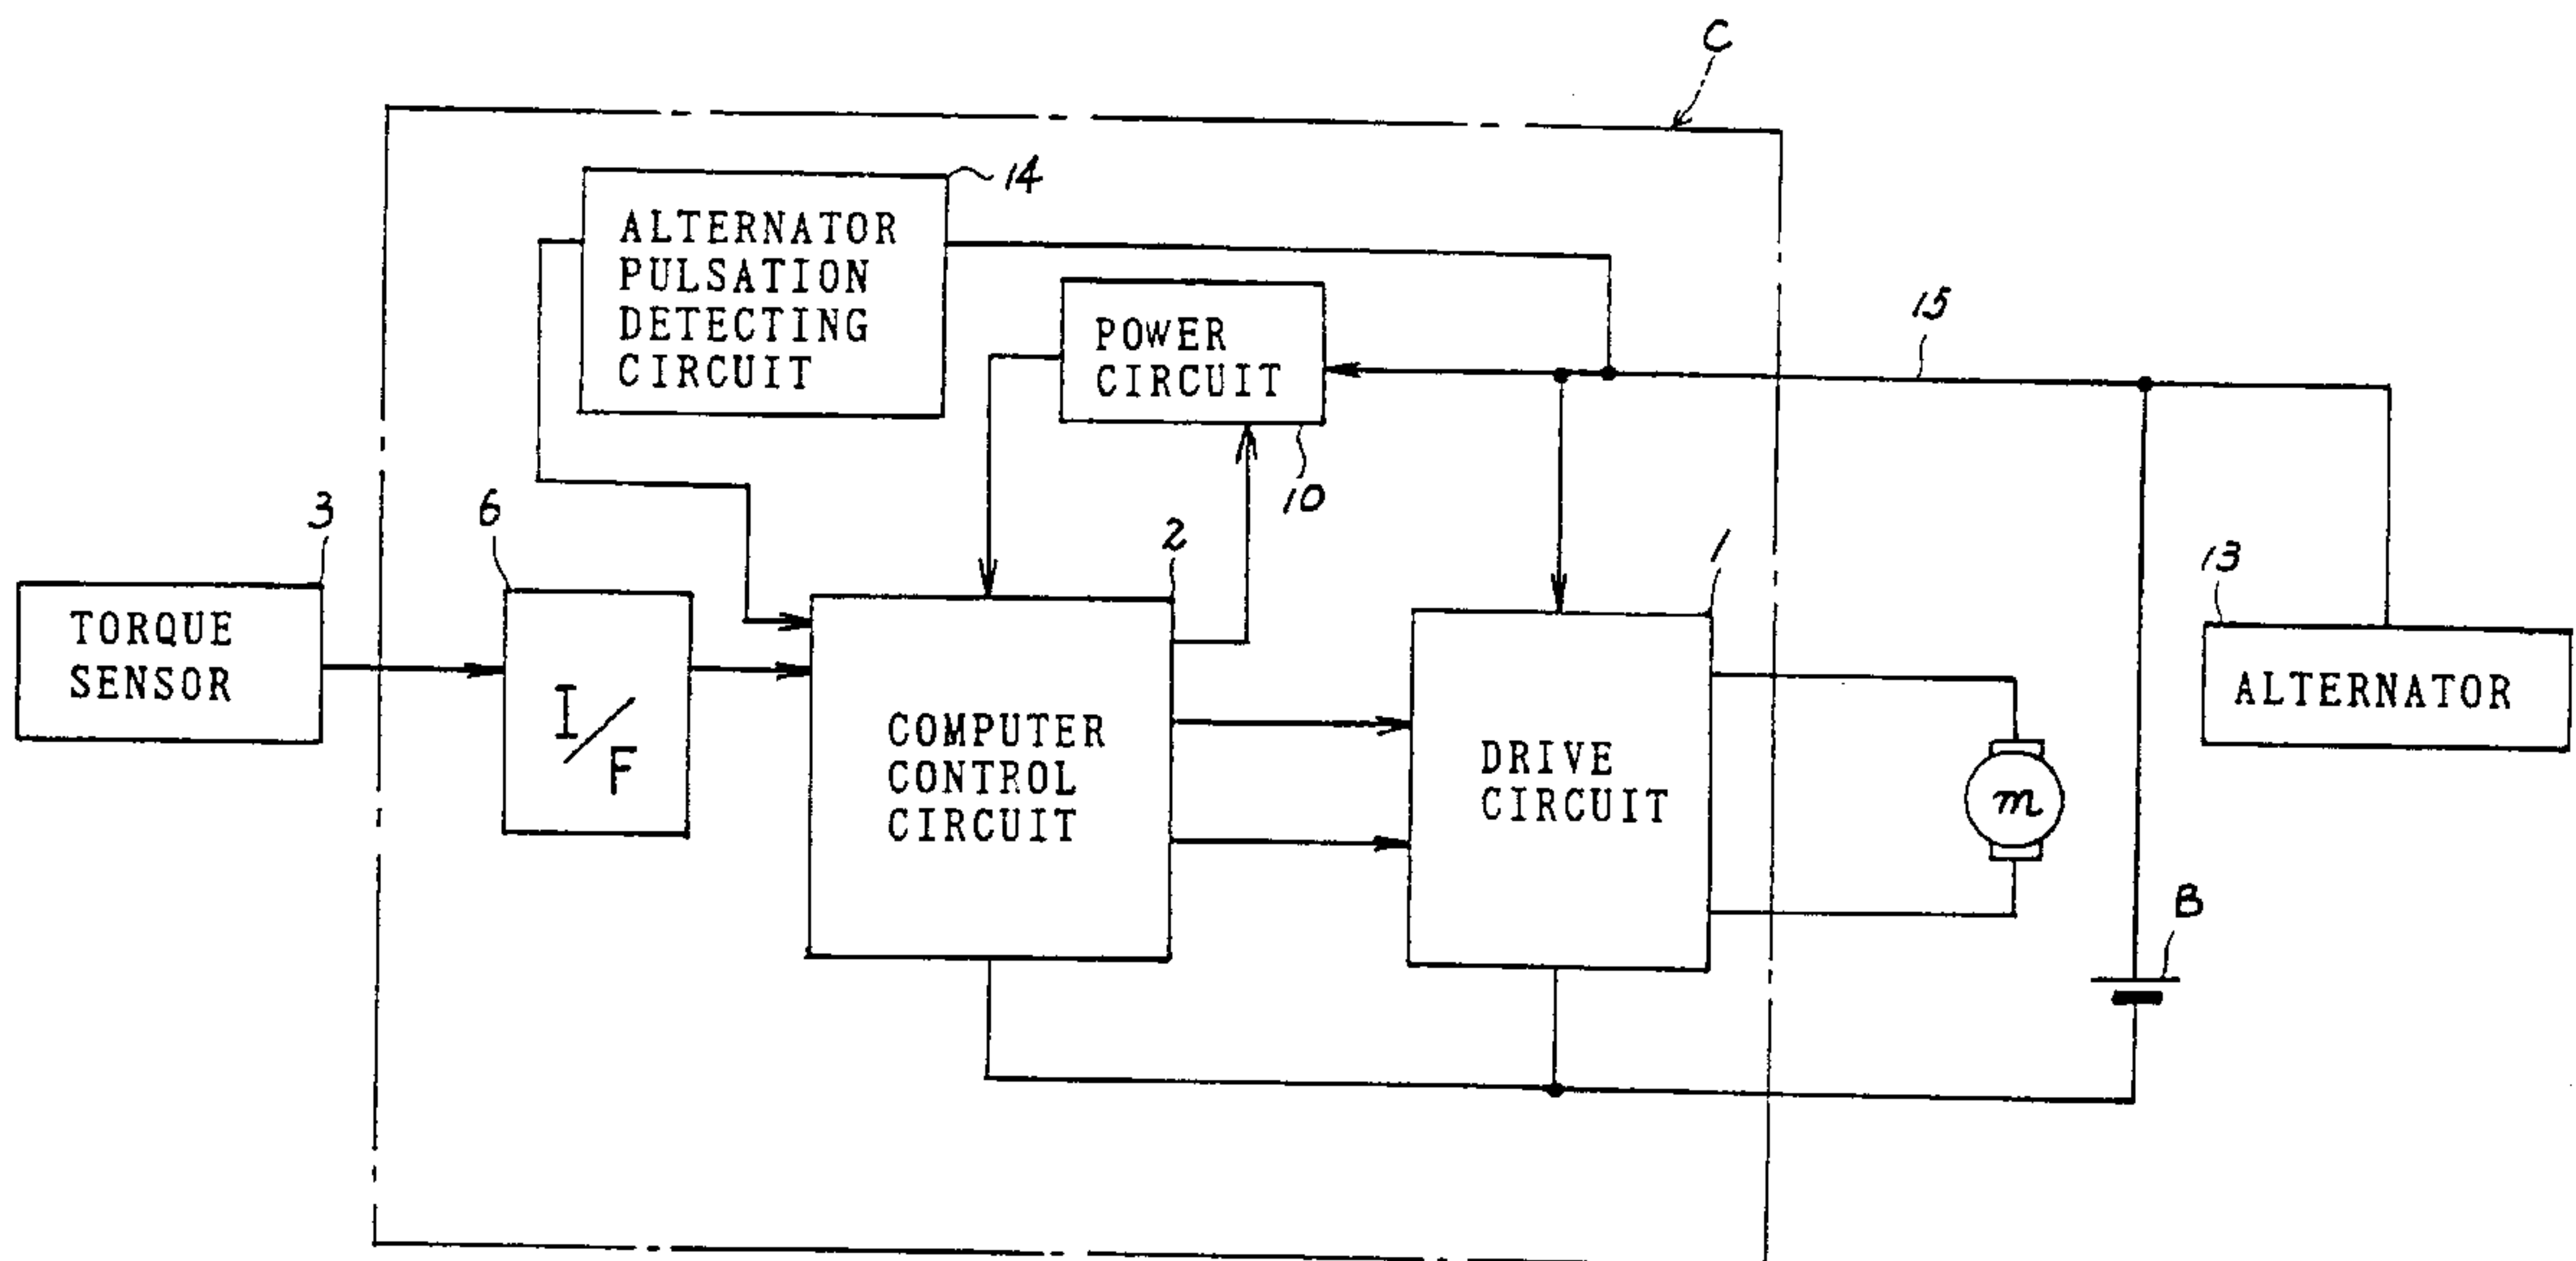 C
14
ALTERNATOR
PULSATION
DETECTING
CIRCUIT
15
POWER
CIRCUIT
10
3
6
2
1
13
TORQUE
SENSOR
I/F
COMPUTER
CONTROL
CIRCUIT
DRIVE
CIRCUIT
m
ALTERNATOR
B